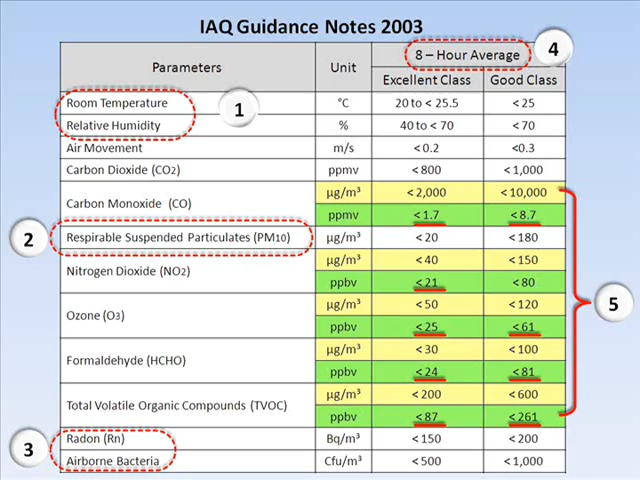 IAQ Guidance Notes 2003
Parameters Unit 8 – Hour Average 4
Excellent Class Good Class
Room Temperature °C 20 to < 25.5 < 25
1
Relative Humidity % 40 to < 70 < 70
Air Movement m/s < 0.2 <0.3
Carbon Dioxide (CO2) ppmv < 800 < 1,000
Carbon Monoxide (CO) µg/m³ < 2,000 < 10,000
ppmv < 1.7 < 8.7
2 Respirable Suspended Particulates (PM10) µg/m³ < 20 < 180
Nitrogen Dioxide (NO2) µg/m³ < 40 < 150
ppbv < 21 < 80
5
Ozone (O3) µg/m³ < 50 < 120
ppbv < 25 < 61
Formaldehyde (HCHO) µg/m³ < 30 < 100
ppbv < 24 < 81
Total Volatile Organic Compounds (TVOC) µg/m³ < 200 < 600
ppbv < 87 < 261
3 Radon (Rn) Bq/m³ < 150 < 200
Airborne Bacteria Cfu/m³ < 500 < 1,000